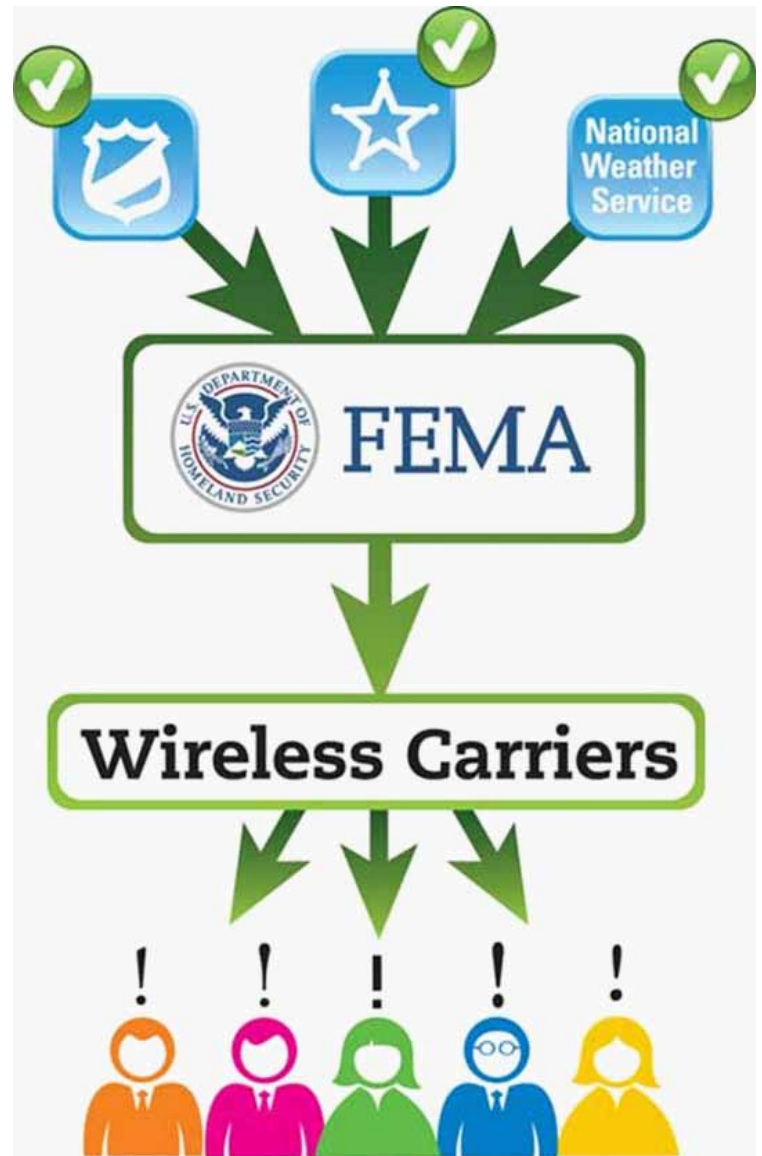 National
Weather
Service
U.S. DEPARTMENT OF
HOMELAND SECURITY
FEMA
Wireless Carriers
! ! ! ! !